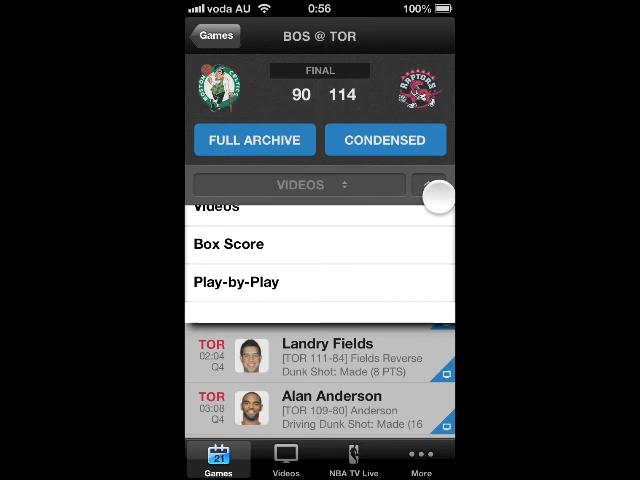 voda AU 0:56 100%
Games BOS @ TOR
FINAL
90 114
RAPTORS
FULL ARCHIVE CONDENSED
VIDEOS
Videos
Box Score
Play-by-Play
TOR Landry Fields
02:04 [TOR 111-84] Fields Reverse
Q4 Dunk Shot: Made (8 PTS)
TOR Alan Anderson
03:08 [TOR 109-80] Anderson
Q4 Driving Dunk Shot: Made (16
21
Games Videos NBA TV Live More